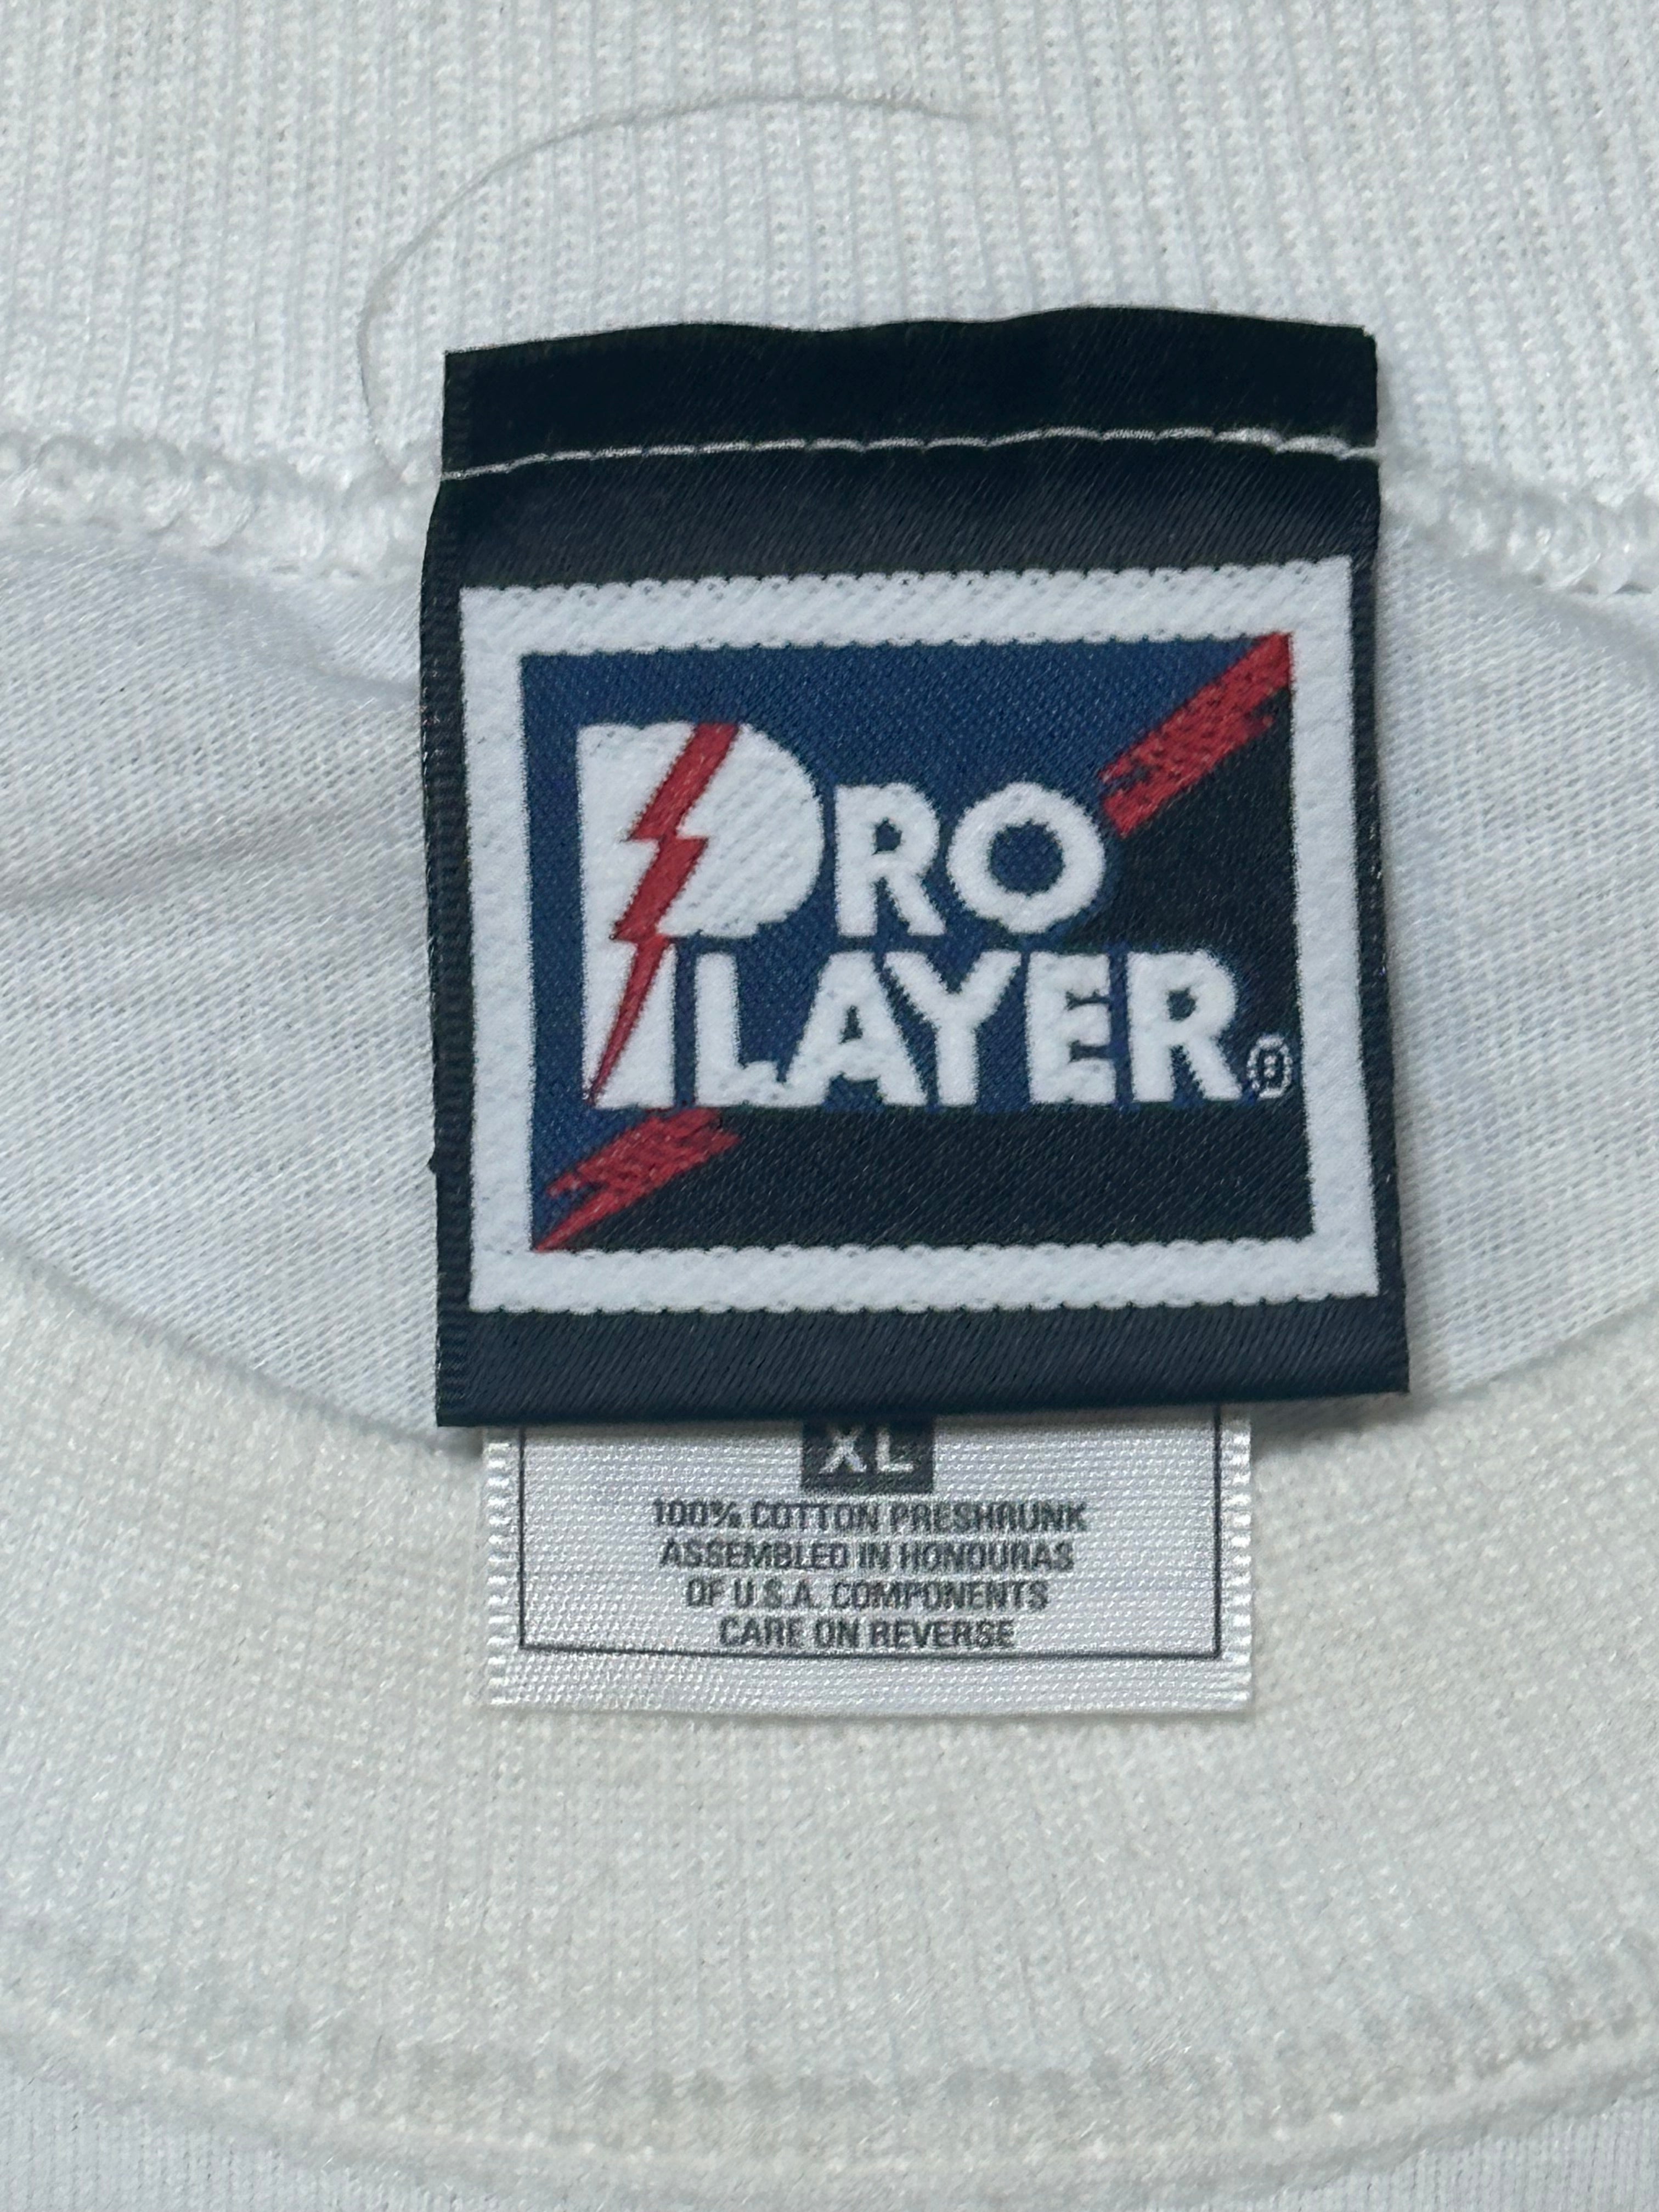 PRO
PLAYER®
XL
100% COTTON PRESHRUNK
ASSEMBLED IN HONDURAS
OF U.S.A. COMPONENTS
CARE ON REVERSE